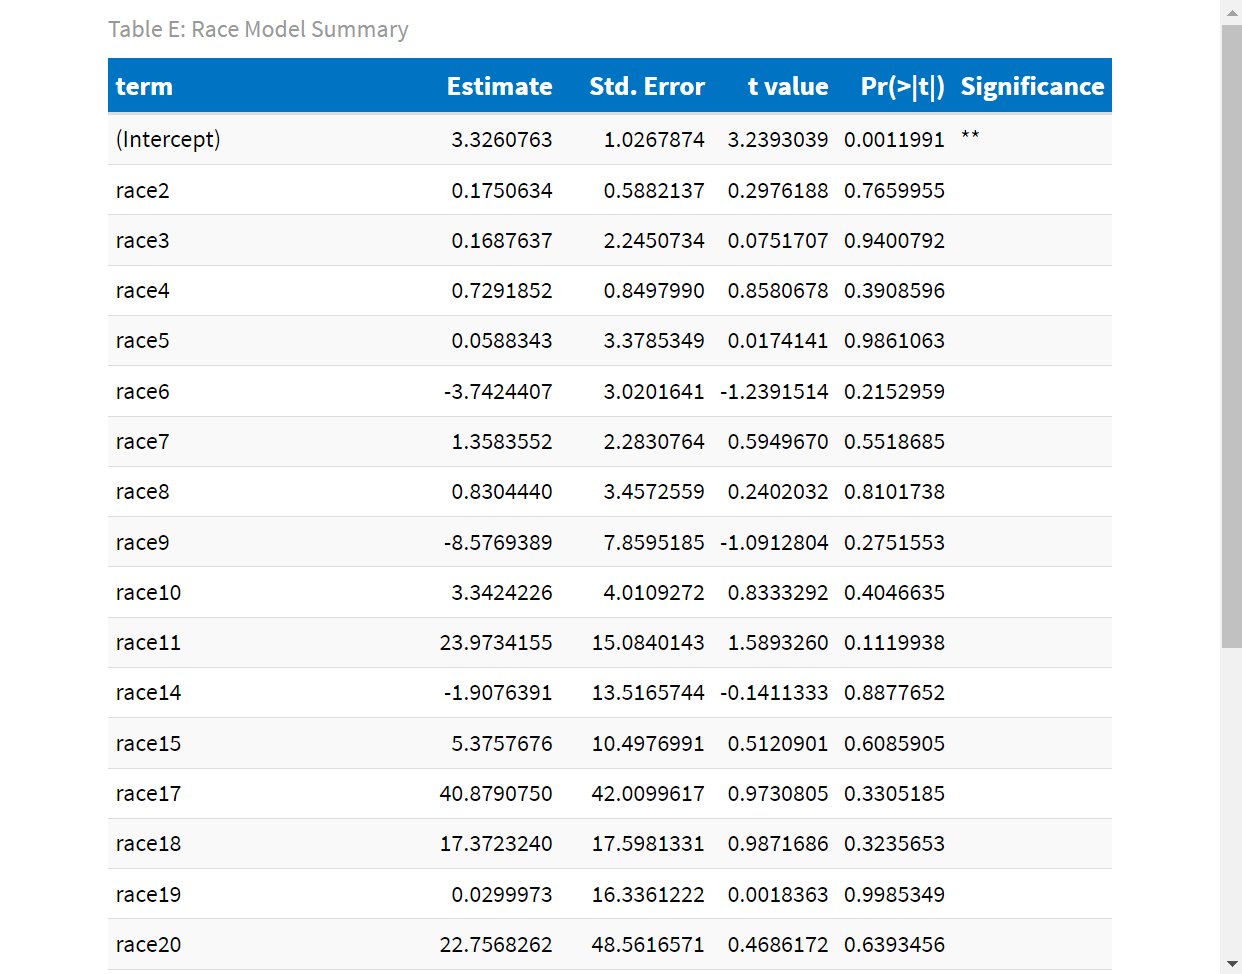 Table E: Race Model Summary
term Estimate Std. Error t value Pr(>|t|) Significance
(Intercept) 3.3260763 1.0267874 3.2393039 0.0011991 **
race2 0.1750634 0.5882137 0.2976188 0.7659955
race3 0.1687637 2.2450734 0.0751707 0.9400792
race4 0.7291852 0.8497990 0.8580678 0.3908596
race5 0.0588343 3.3785349 0.0174141 0.9861063
race6 -3.7424407 3.0201641 -1.2391514 0.2152959
race7 1.3583552 2.2830764 0.5949670 0.5518685
race8 0.8304440 3.4572559 0.2402032 0.8101738
race9 -8.5769389 7.8595185 -1.0912804 0.2751553
race10 3.3424226 4.0109272 0.8333292 0.4046635
race11 23.9734155 15.0840143 1.5893260 0.1119938
race14 -1.9076391 13.5165744 -0.1411333 0.8877652
race15 5.3757676 10.4976991 0.5120901 0.6085905
race17 40.8790750 42.0099617 0.9730805 0.3305185
race18 17.3723240 17.5981331 0.9871686 0.3235653
race19 0.0299973 16.3361222 0.0018363 0.9985349
race20 22.7568262 48.5616571 0.4686172 0.6393456